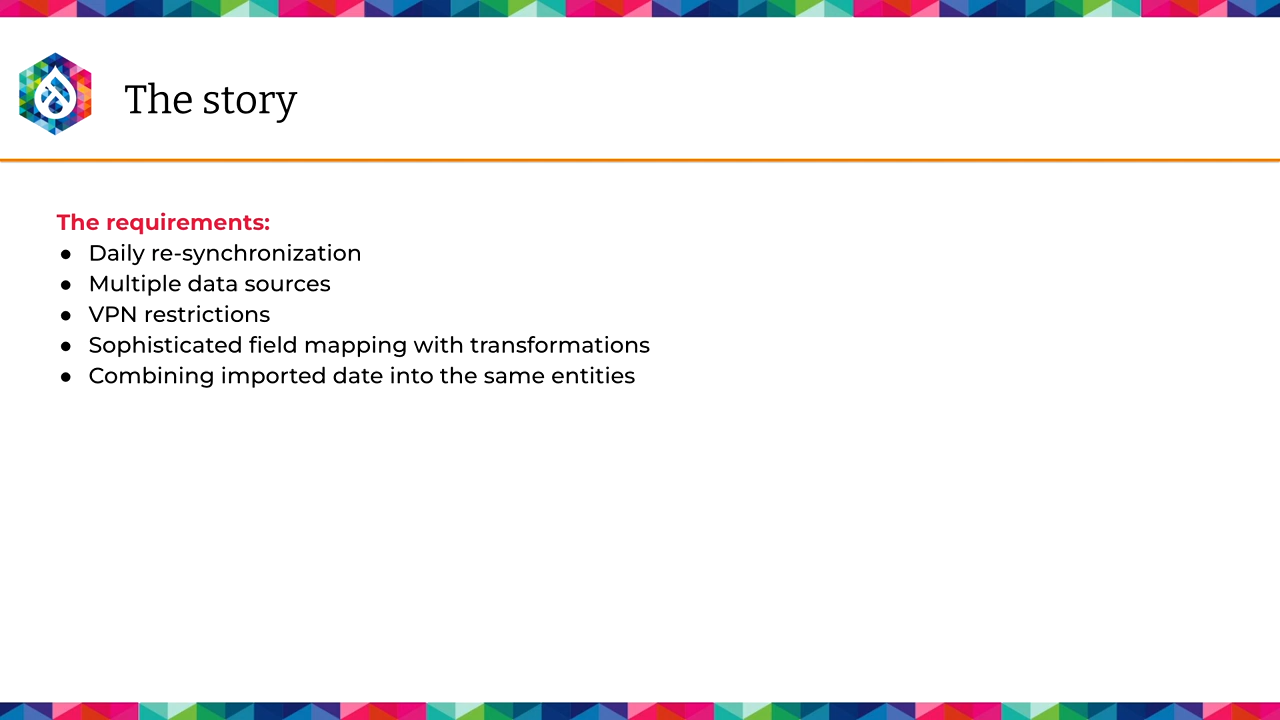 The story
The requirements:
● Daily re-synchronization
● Multiple data sources
● VPN restrictions
● Sophisticated field mapping with transformations
● Combining imported date into the same entities